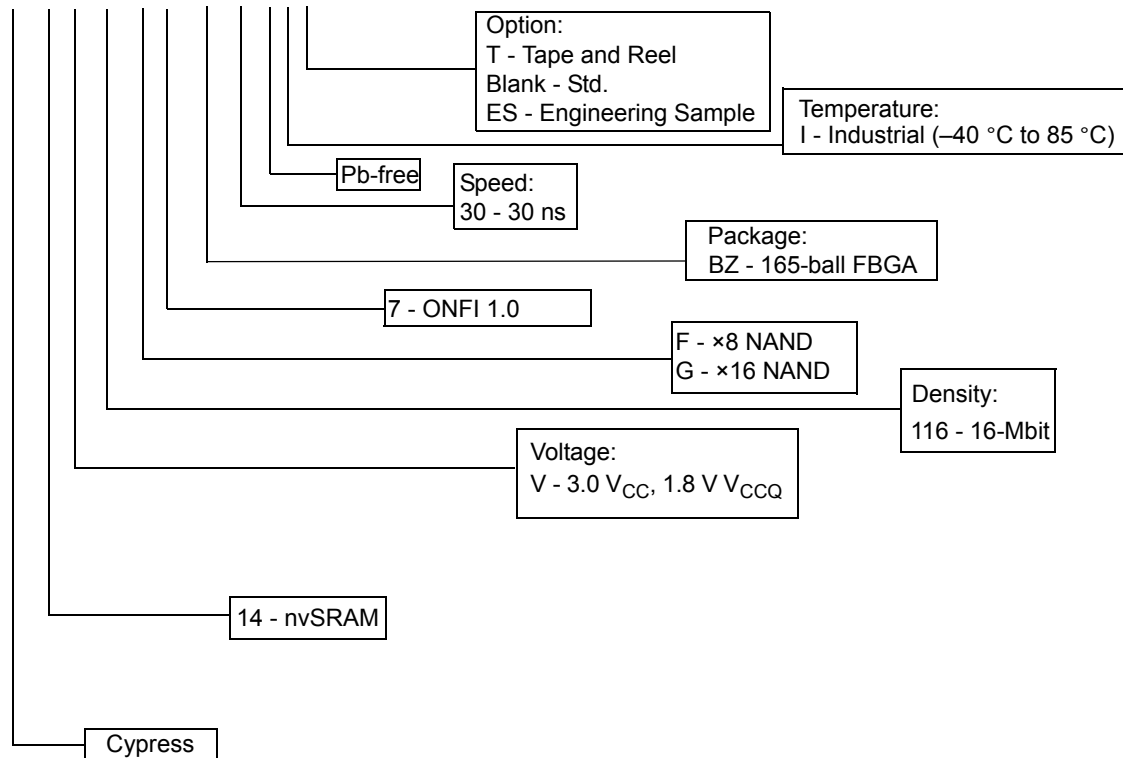 Option:
T - Tape and Reel
Blank - Std.
ES - Engineering Sample
Temperature:
I - Industrial (–40 °C to 85 °C)
Pb-free
Speed:
30 - 30 ns
Package:
BZ - 165-ball FBGA
7 - ONFI 1.0
F - ×8 NAND
G - ×16 NAND
Density:
116 - 16-Mbit
Voltage:
V - 3.0 VCC, 1.8 V VCCQ
14 - nvSRAM
Cypress